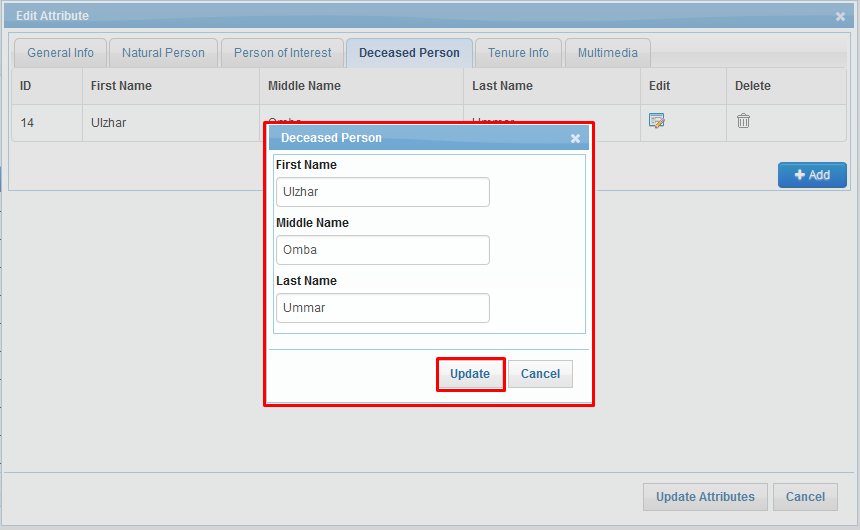 Edit Attribute
General Info Natural Person Person of Interest Deceased Person Tenure Info Multimedia
ID First Name Middle Name Last Name Edit Delete
14 Ulzhar Omba Ummar
Deceased Person
First Name
Add
Ulzhar
Middle Name
Omba
Last Name
Ummar
Update Cancel
Update Attributes Cancel